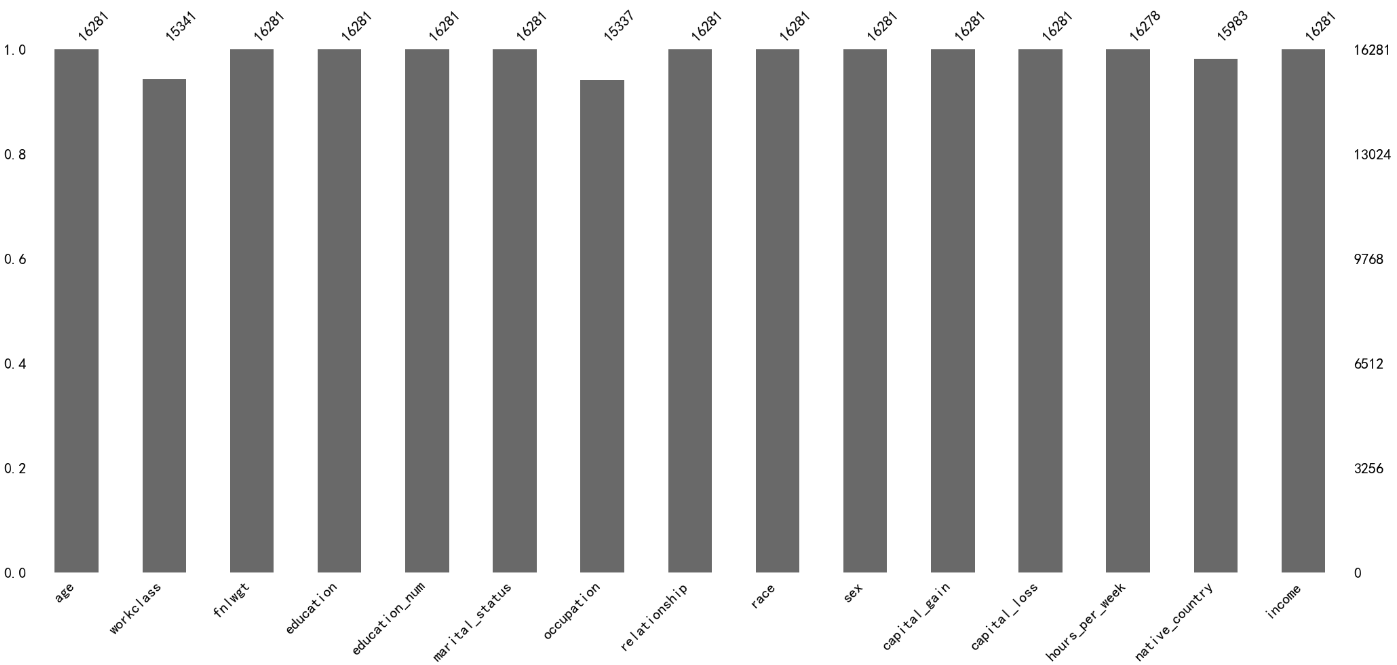 16281
15341
16281
16281
16281
16281
15337
16281
16281
16281
16281
16281
16278
15983
16281
1.0
16281
0.8
13024
0.6
9768
0.4
6512
0.2
3256
0.0
0
age
workclass
fnlwgt
education
education_num
marital_status
occupation
relationship
race
sex
capital_gain
capital_loss
hours_per_week
native_country
income